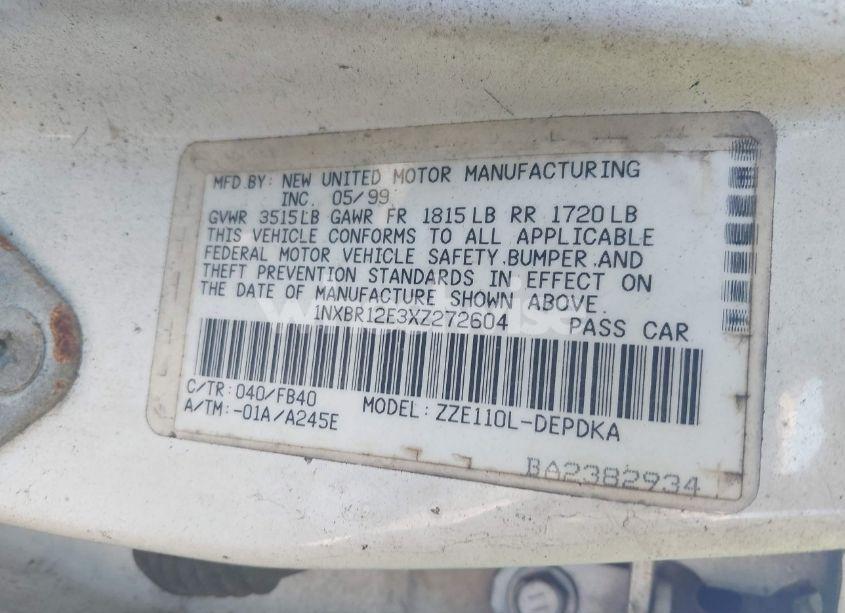 MFD.BY: NEW UNITED MOTOR MANUFACTURING
INC. 05/99
GVWR 3515LB GAWR FR 1815LB RR 1720LB
THIS VEHICLE CONFORMS TO ALL APPLICABLE
FEDERAL MOTOR VEHICLE SAFETY.BUMPER.AND
THEFT PREVENTION STANDARDS IN EFFECT ON
THE DATE OF MANUFACTURE SHOWN ABOVE.
1NXBR12E3XZ272604 PASS CAR
C/TR: 040/FB40
A/TM: -01A/A245E MODEL: ZZE110L-DEPDKA
BA2382934